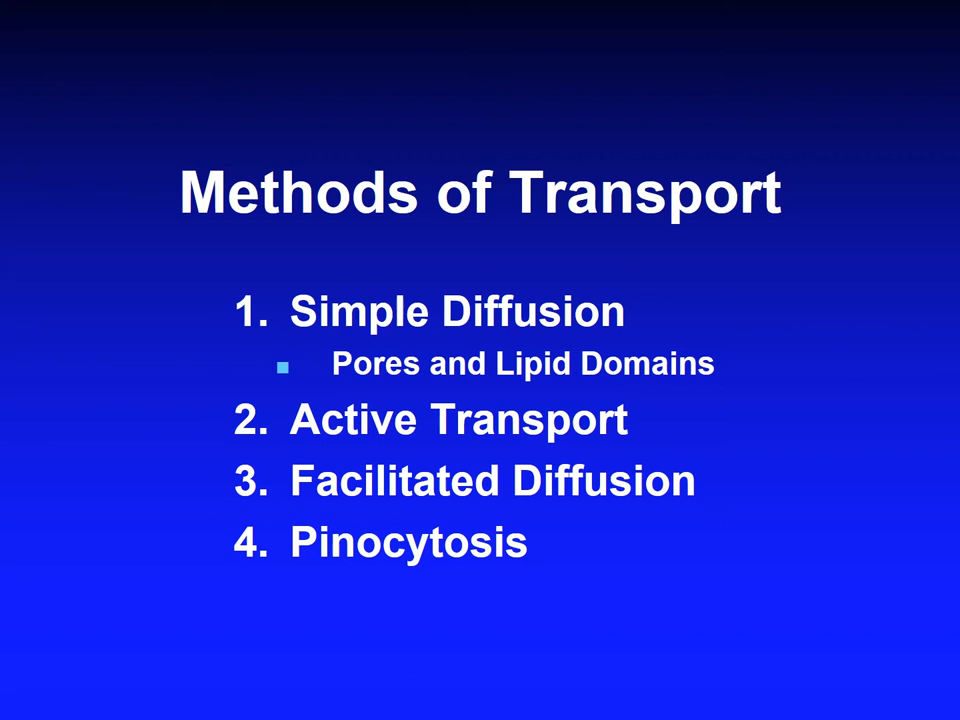 Methods of Transport
1. Simple Diffusion
■ Pores and Lipid Domains
2. Active Transport
3. Facilitated Diffusion
4. Pinocytosis